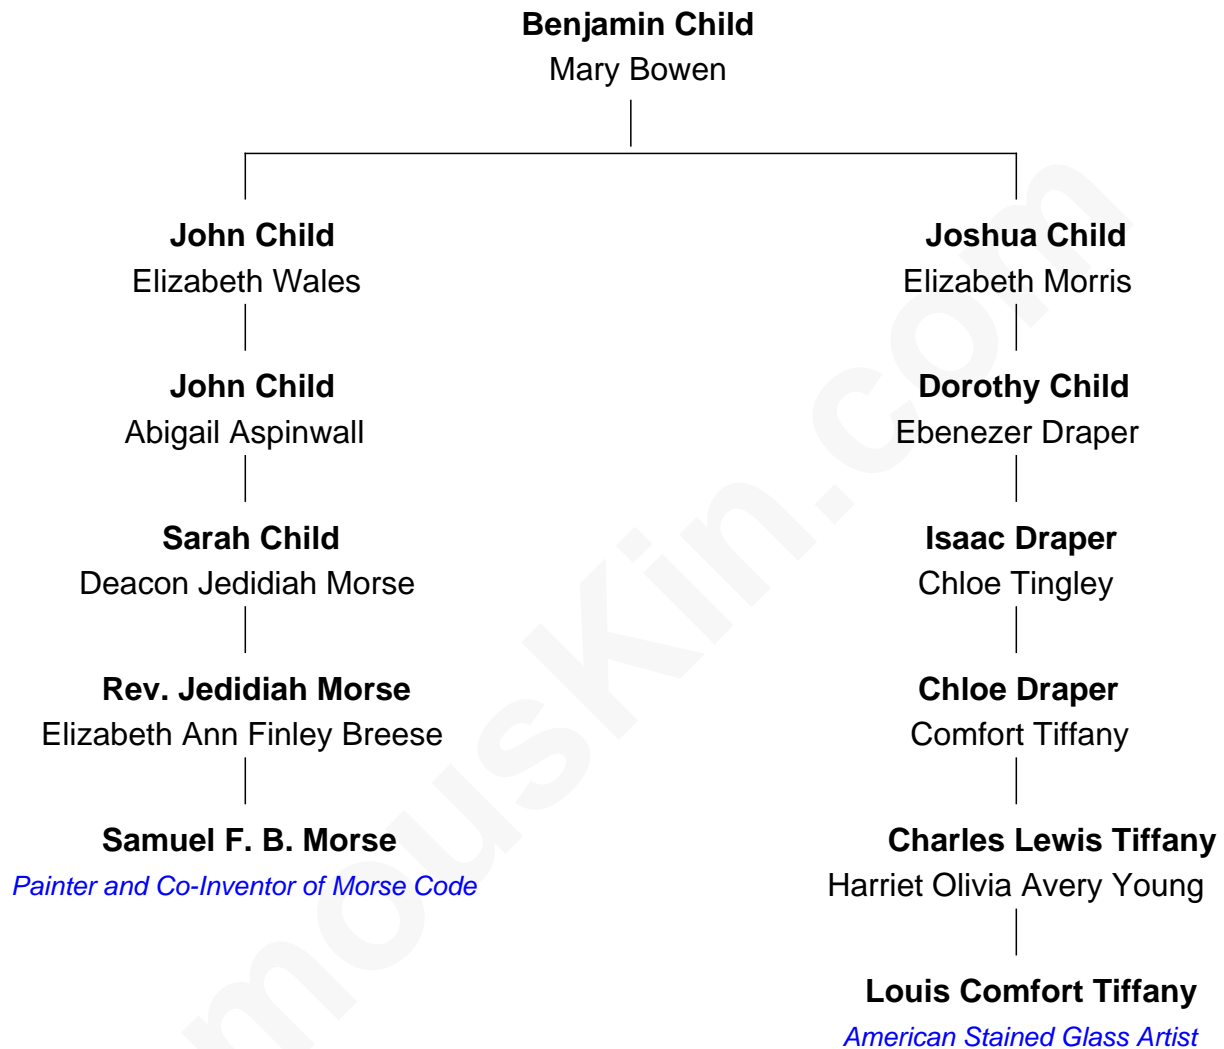 Benjamin Child
Mary Bowen
John Child
Elizabeth Wales
Joshua Child
Elizabeth Morris
John Child
Abigail Aspinwall
Dorothy Child
Ebenezer Draper
Sarah Child
Deacon Jedidiah Morse
Isaac Draper
Chloe Tingley
Rev. Jedidiah Morse
Elizabeth Ann Finley Breese
Chloe Draper
Comfort Tiffany
Samuel F. B. Morse
Painter and Co-Inventor of Morse Code
Charles Lewis Tiffany
Harriet Olivia Avery Young
Louis Comfort Tiffany
American Stained Glass Artist
mousKin.com